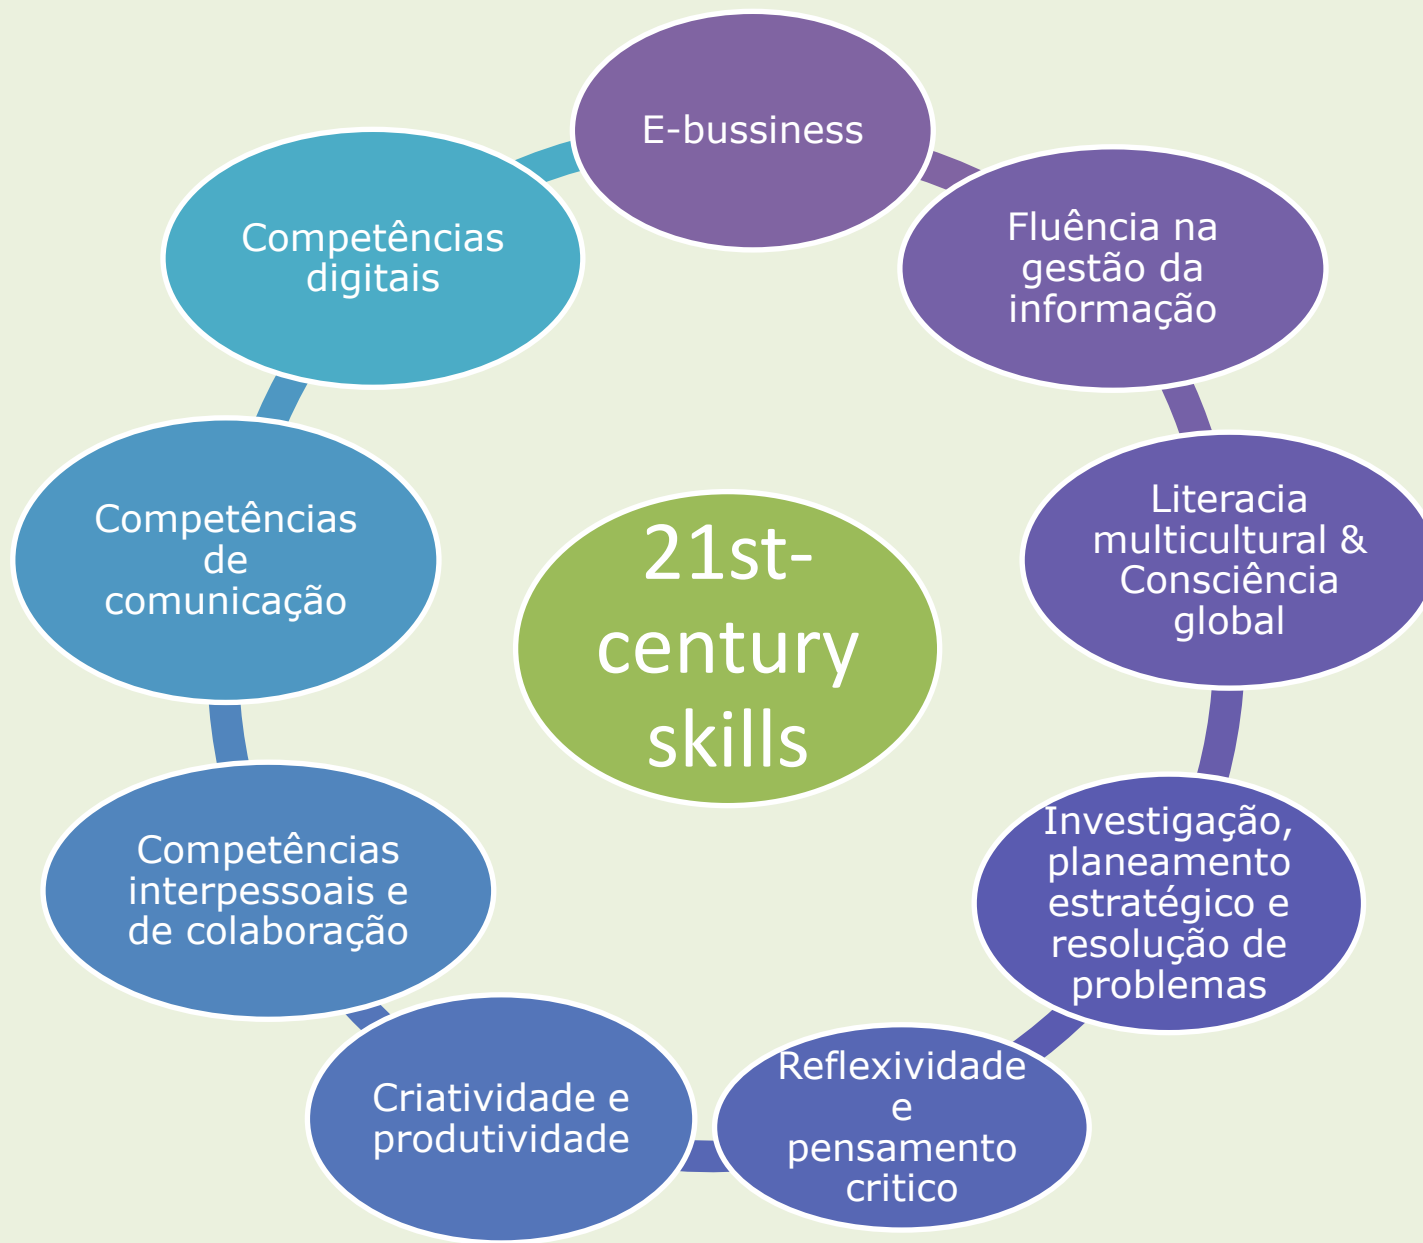 E-bussiness
Fluência na
gestão da
informação
Literacia
multicultural &
Consciência
global
Investigação,
planeamento
estratégico e
resolução de
problemas
Reflexividade
e
pensamento
critico
Criatividade e
produtividade
Competências
interpessoais e
de colaboração
Competências
de
comunicação
Competências
digitais
21st-
century
skills